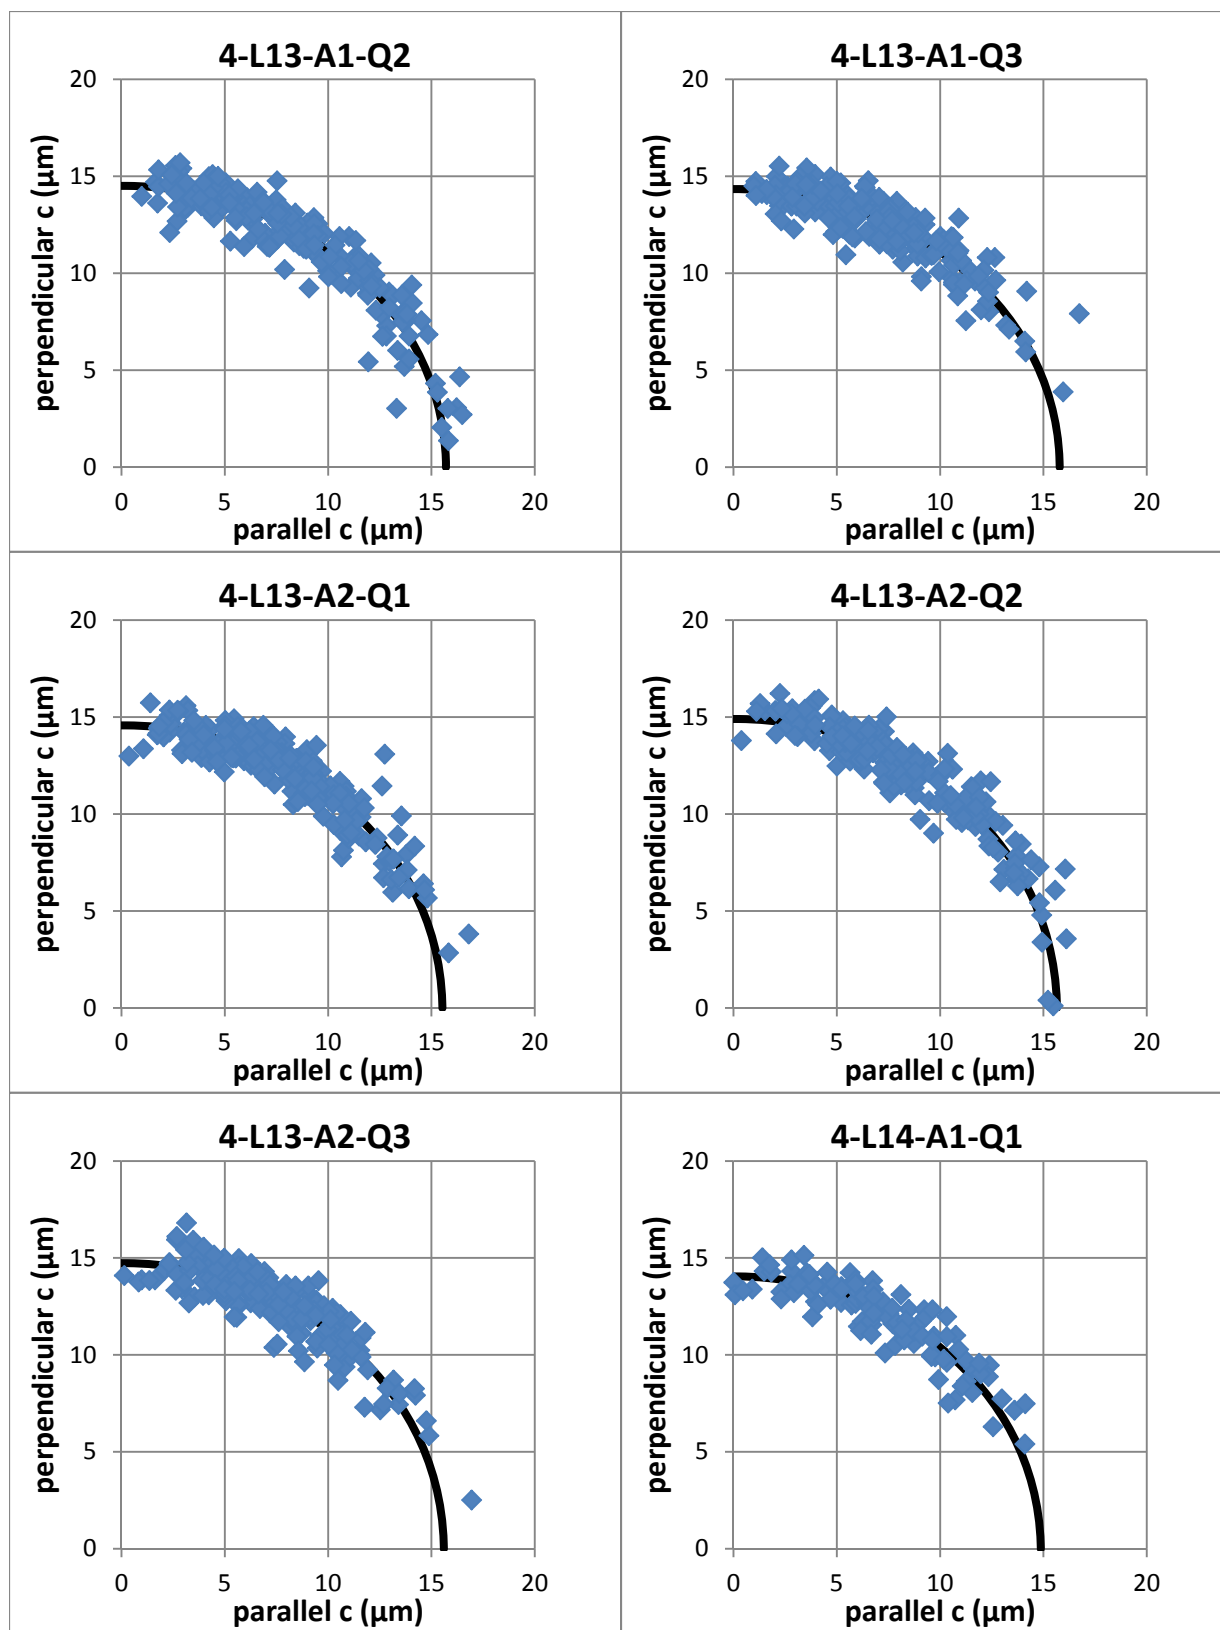 4-L13-A1-Q2
perpendicular c (µm)
20
15
10
5
0
0 5 10 15 20
parallel c (µm)
4-L13-A1-Q3
perpendicular c (µm)
20
15
10
5
0
0 5 10 15 20
parallel c (µm)
4-L13-A2-Q1
perpendicular c (µm)
20
15
10
5
0
0 5 10 15 20
parallel c (µm)
4-L13-A2-Q2
perpendicular c (µm)
20
15
10
5
0
0 5 10 15 20
parallel c (µm)
4-L13-A2-Q3
perpendicular c (µm)
20
15
10
5
0
0 5 10 15 20
parallel c (µm)
4-L14-A1-Q1
perpendicular c (µm)
20
15
10
5
0
0 5 10 15 20
parallel c (µm)